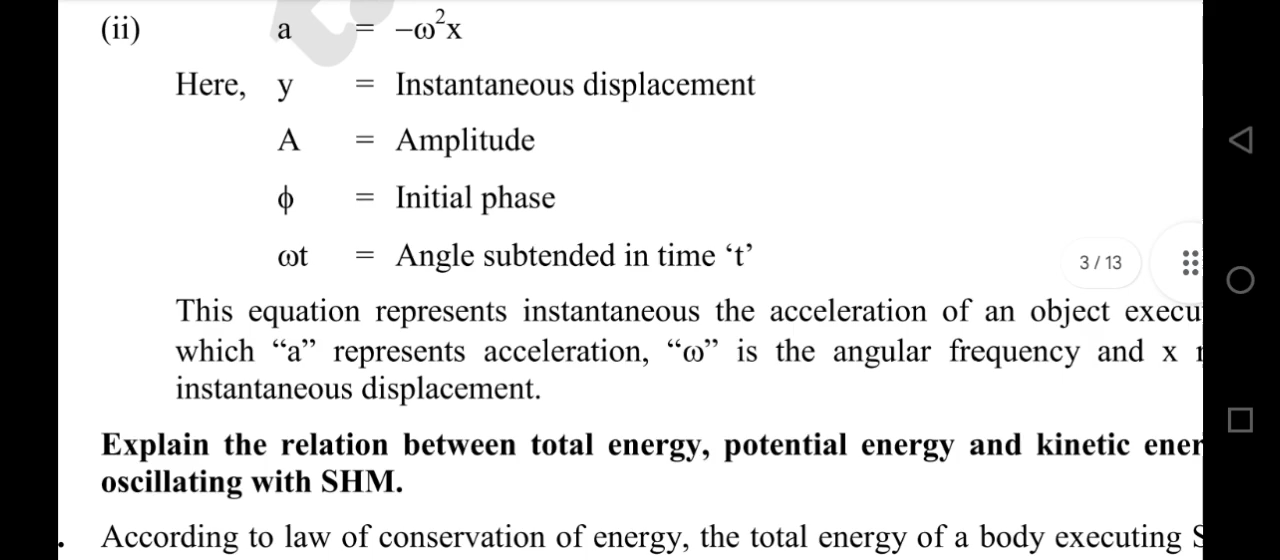 (ii) a = −ω²x
Here, y = Instantaneous displacement
A = Amplitude
ϕ = Initial phase
ωt = Angle subtended in time ‘t’
3 / 13
This equation represents instantaneous the acceleration of an object execu
which “a” represents acceleration, “ω” is the angular frequency and x
instantaneous displacement.
Explain the relation between total energy, potential energy and kinetic ener
oscillating with SHM.
. According to law of conservation of energy, the total energy of a body executing S